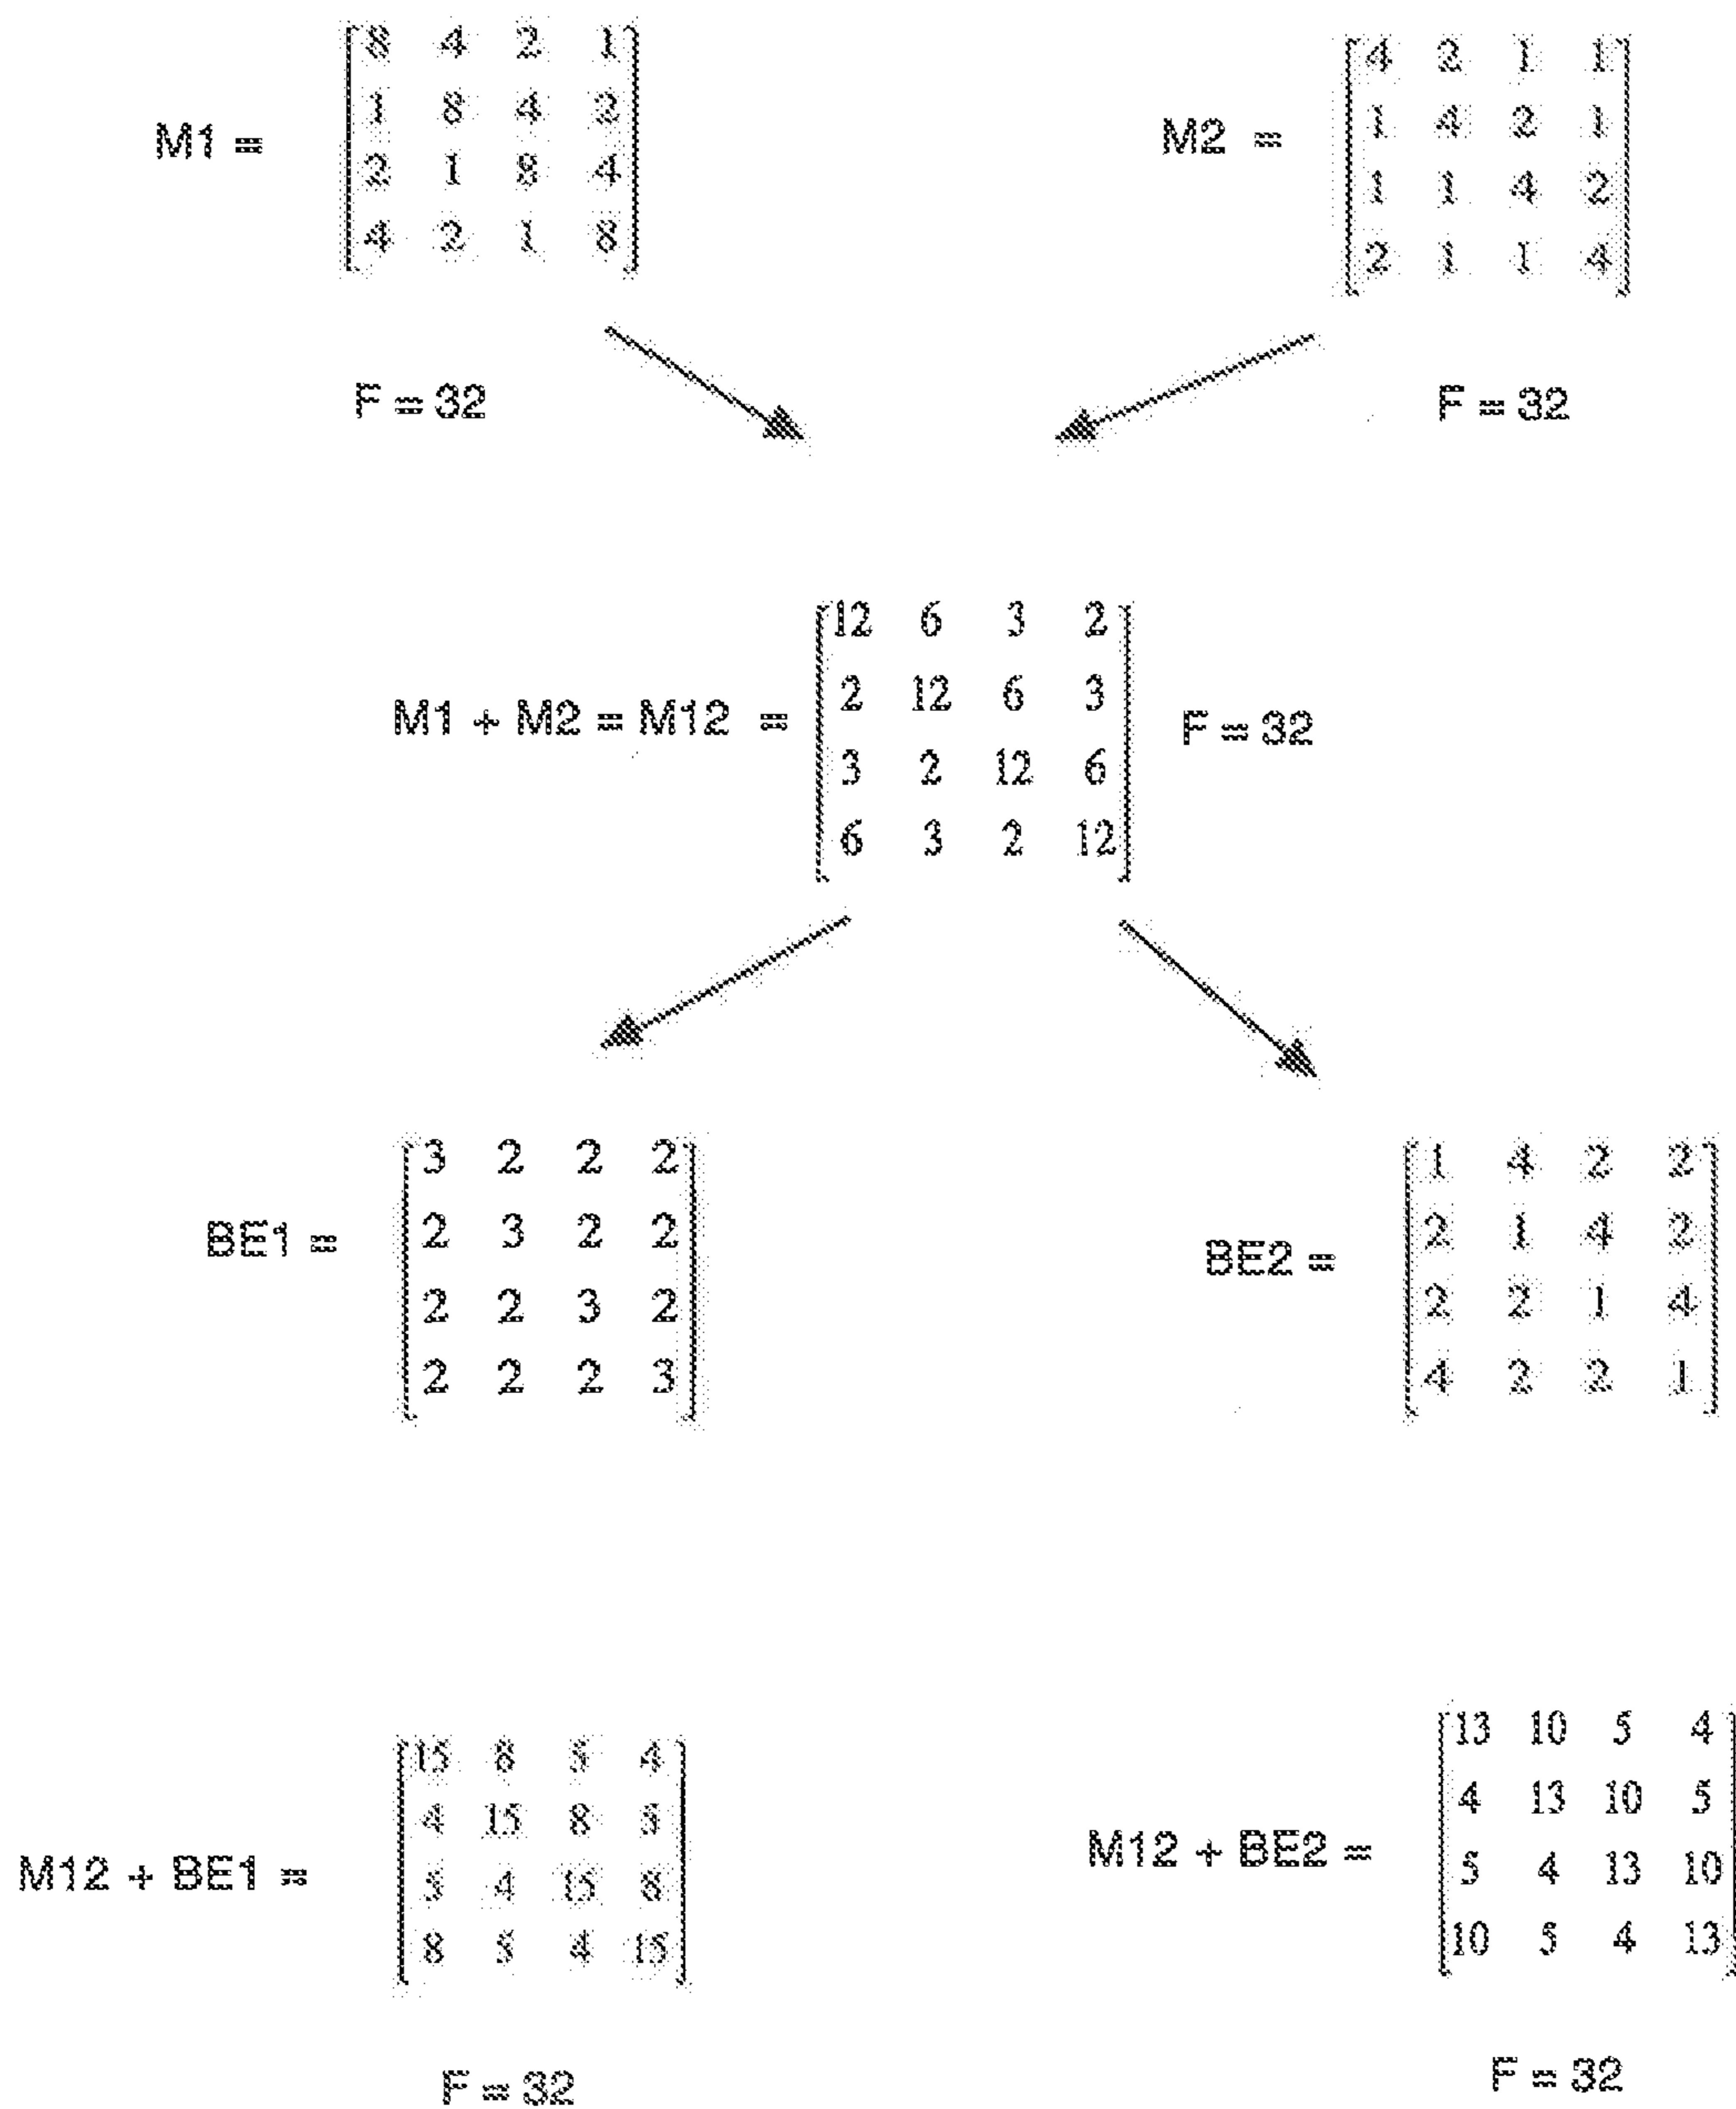 M1 =
8 4 2 1
1 8 4 2
2 1 8 4
4 2 1 8
F = 32
M2 =
4 2 1 1
1 4 2 1
1 1 4 2
2 1 1 4
F = 32
M1 + M2 = M12 =
12 6 3 2
2 12 6 3
3 2 12 6
6 3 2 12
F = 32
BE1 =
3 2 2 2
2 3 2 2
2 2 3 2
2 2 2 3
BE2 =
1 4 2 2
2 1 4 2
2 2 1 4
4 2 2 1
M12 + BE1 =
15 8 5 4
4 15 8 5
5 4 15 8
8 5 4 15
F = 32
M12 + BE2 =
13 10 5 4
4 13 10 5
5 4 13 10
10 5 4 13
F = 32